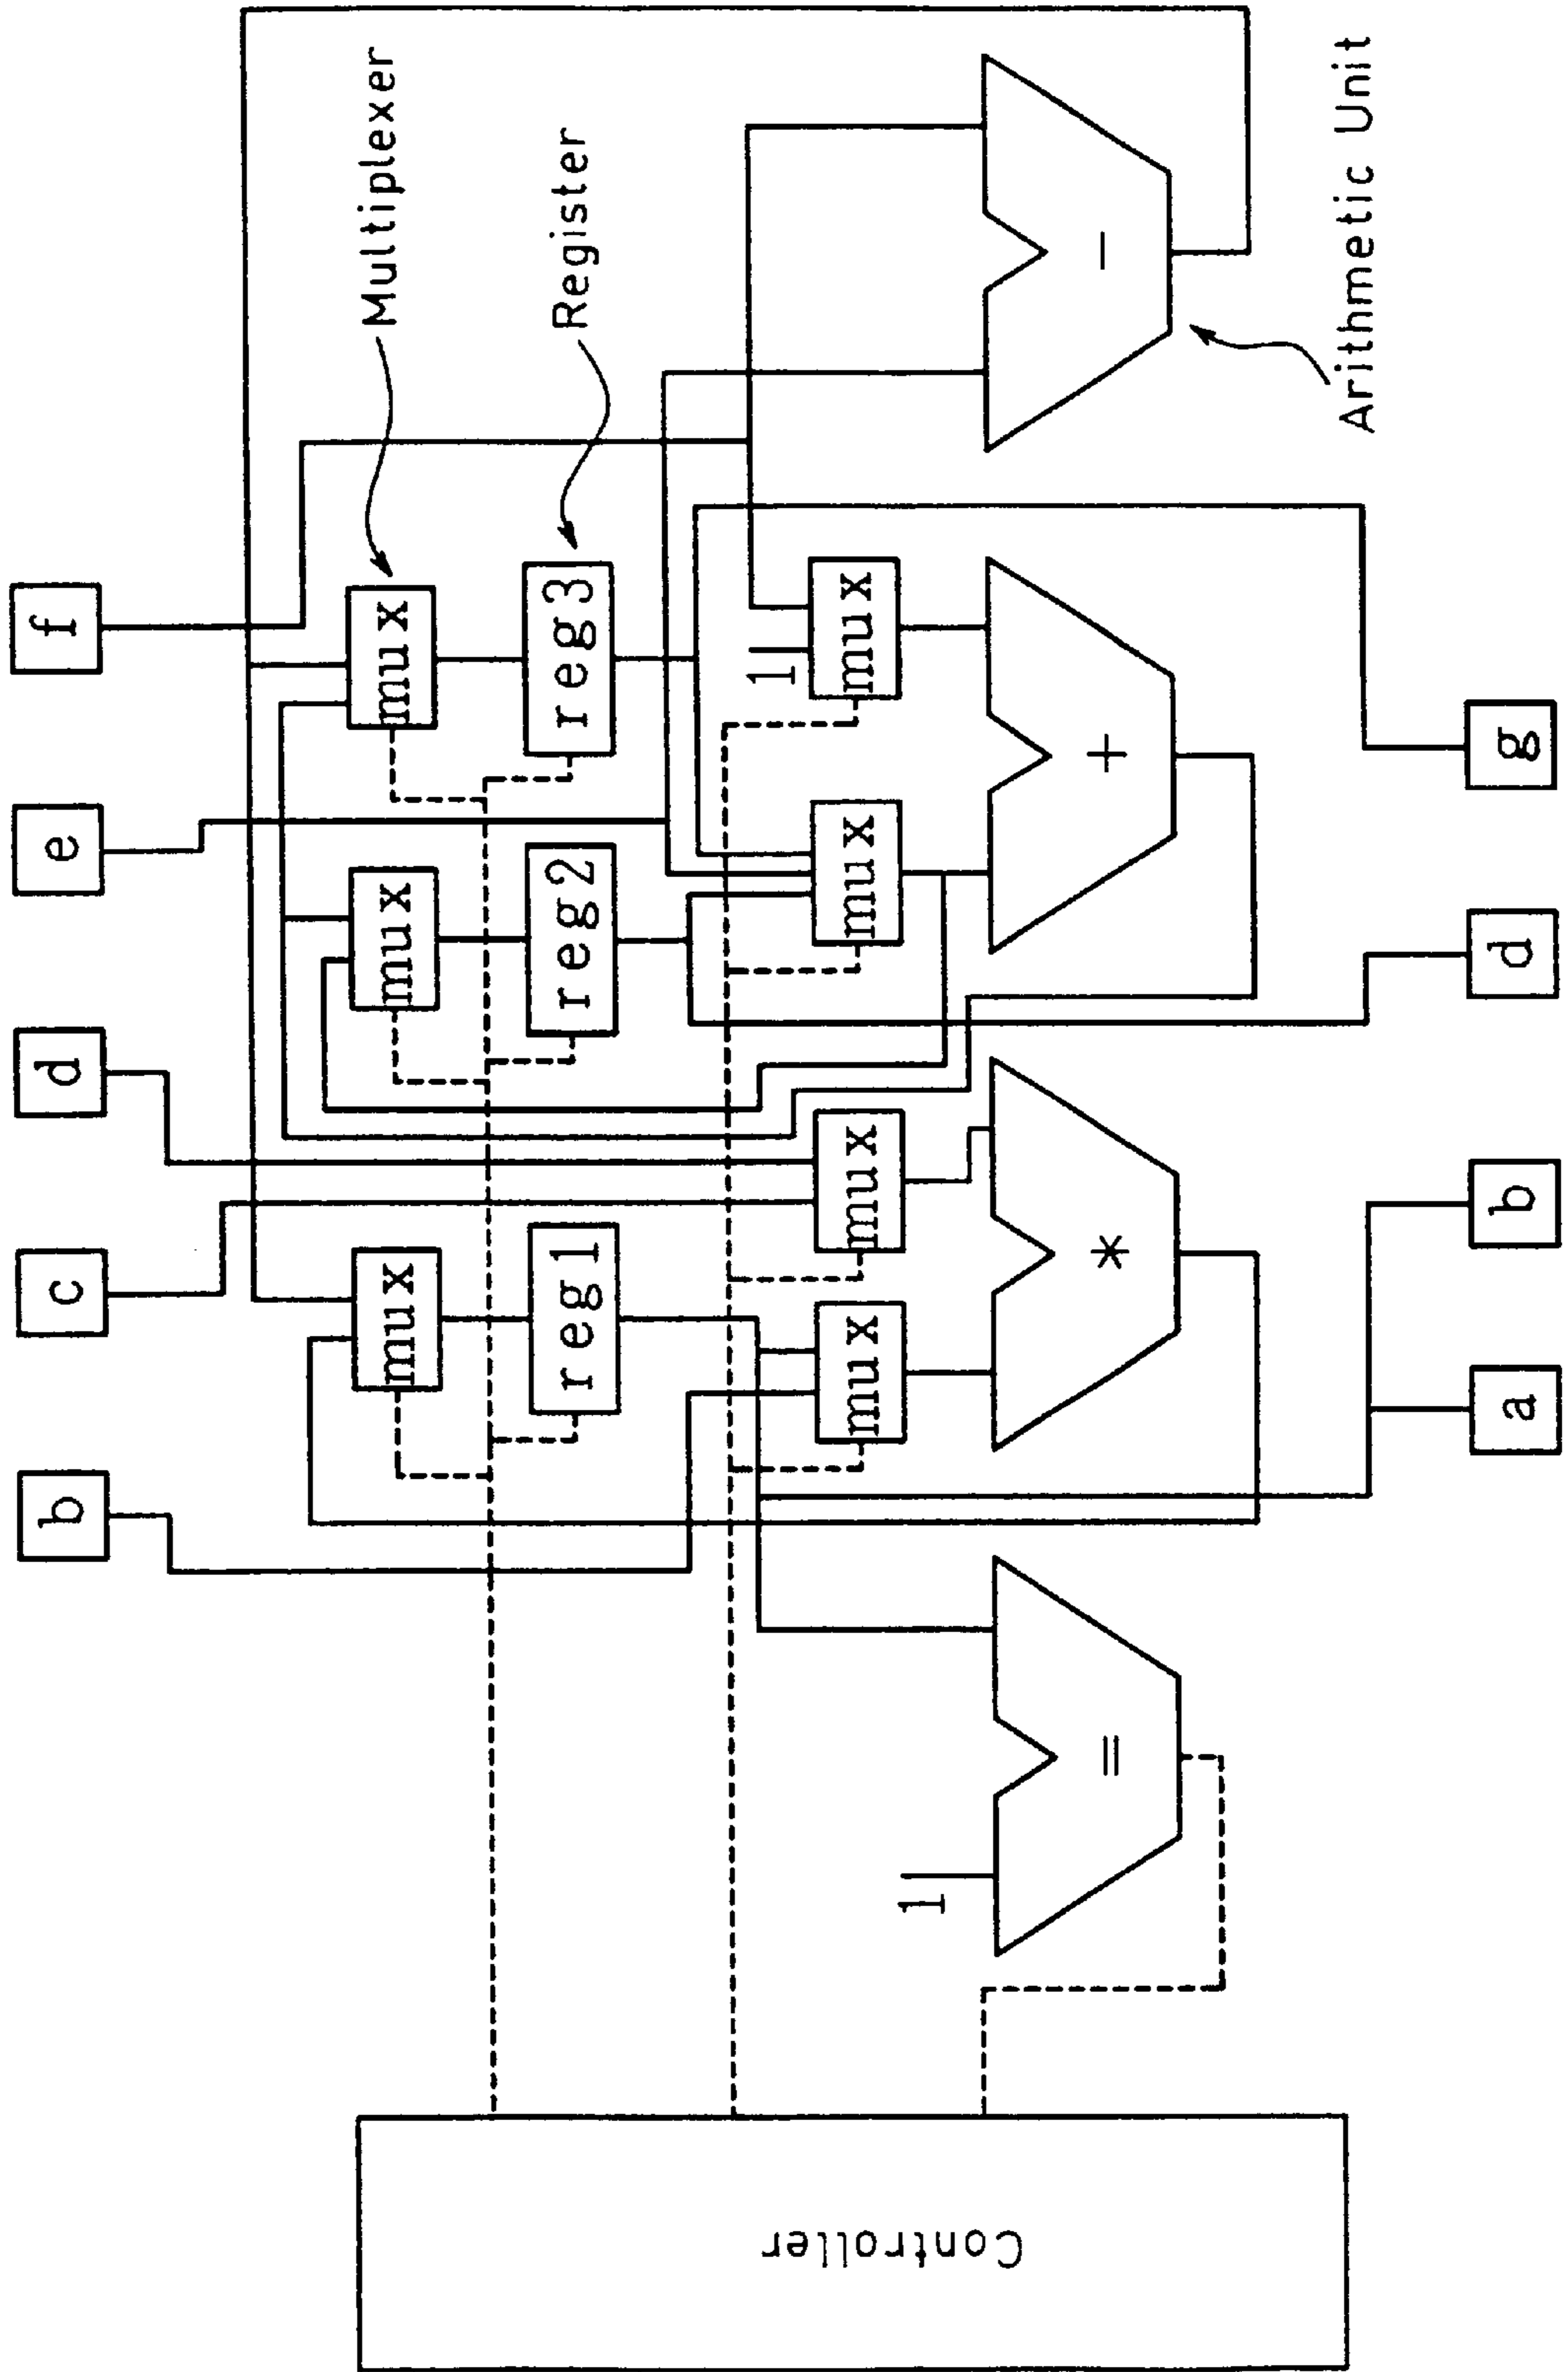 b
c
d
e
f
mux
mux
mux
Multiplexer
reg1
reg2
reg3
Register
1
mux
mux
mux
mux
1
Controller
=
*
+
−
Arithmetic Unit
a
b
d
g